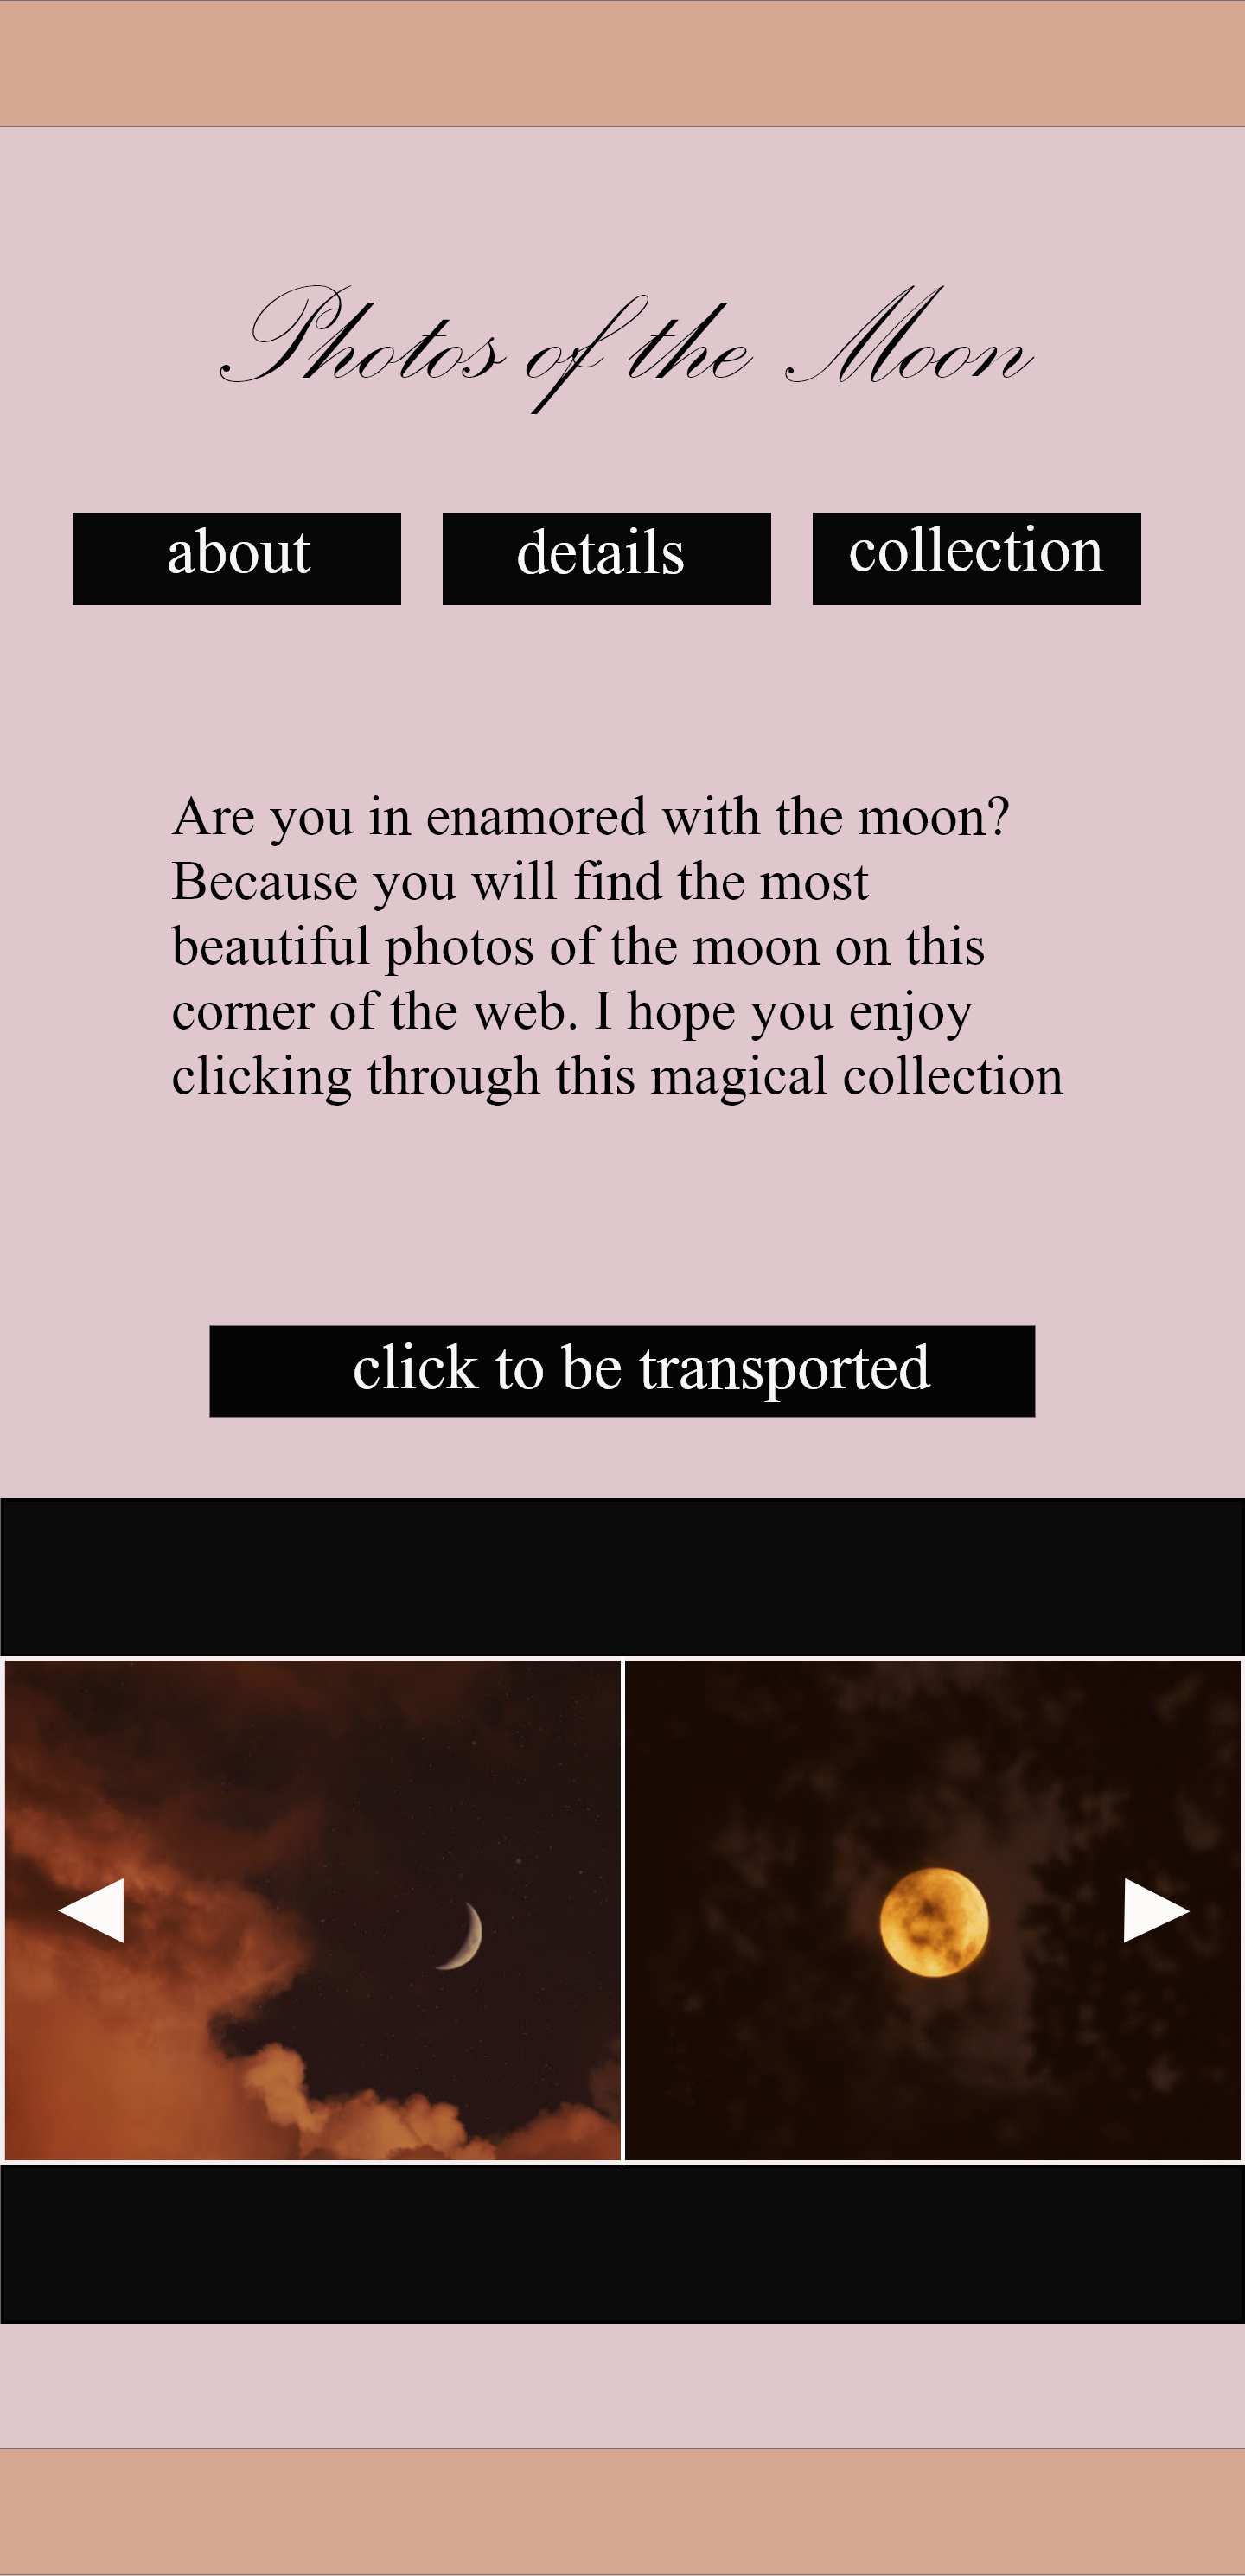 Photos of the Moon
about details collection
Are you in enamored with the moon?
Because you will find the most
beautiful photos of the moon on this
corner of the web. I hope you enjoy
clicking through this magical collection
click to be transported